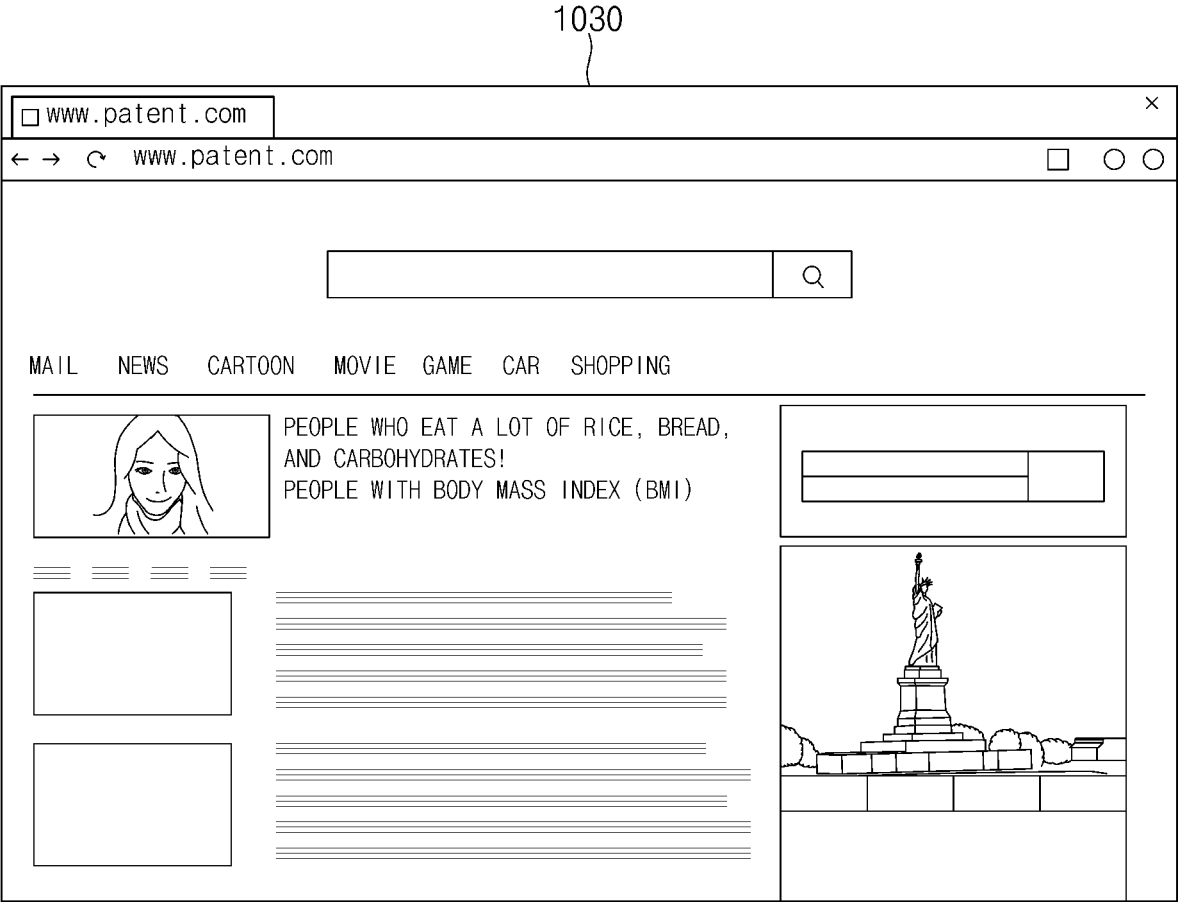 1030
www.patent.com
www.patent.com
MAIL NEWS CARTOON MOVIE GAME CAR SHOPPING
PEOPLE WHO EAT A LOT OF RICE, BREAD,
AND CARBOHYDRATES!
PEOPLE WITH BODY MASS INDEX (BMI)